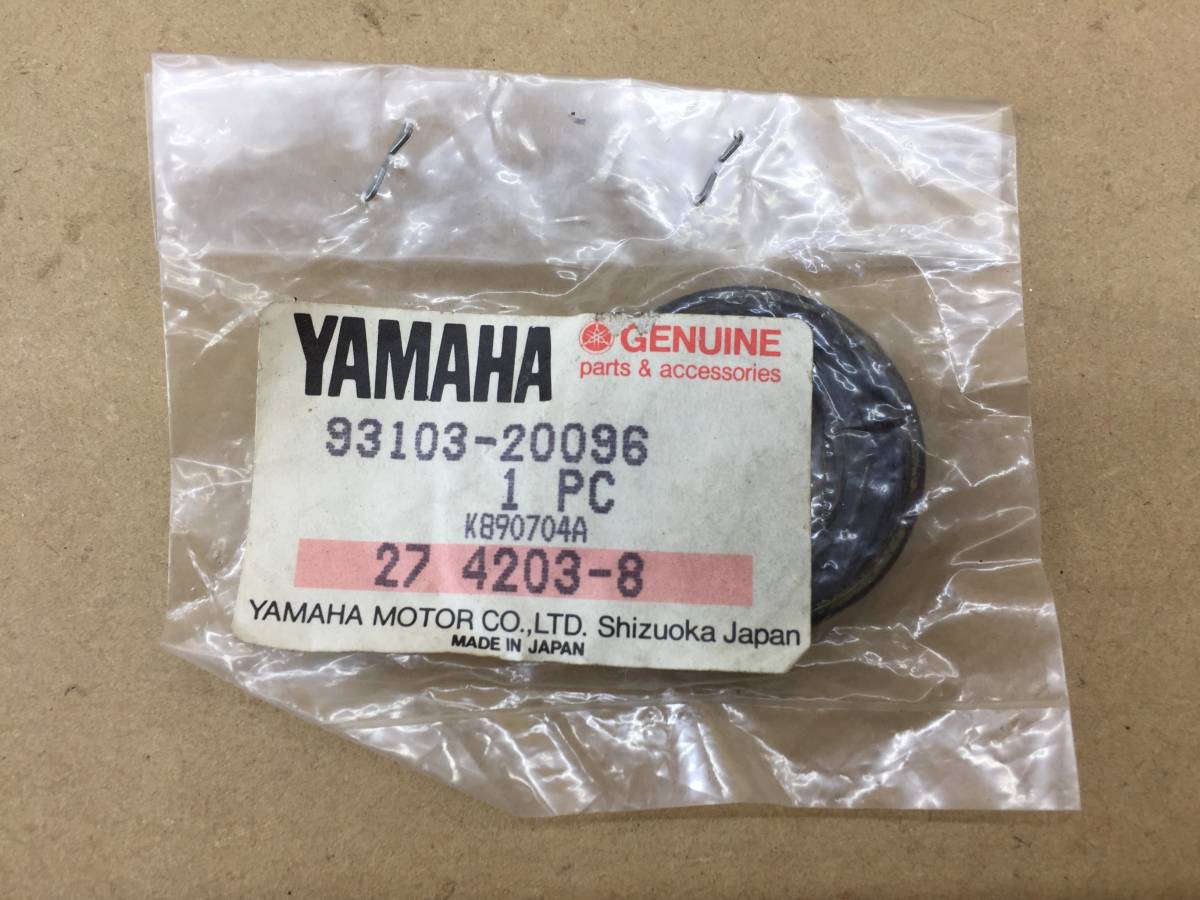 YAMAHA
GENUINE
parts & accessories
93103-20096
1 PC
K890704A
27 4203-8
YAMAHA MOTOR CO.,LTD. Shizuoka Japan
MADE IN JAPAN